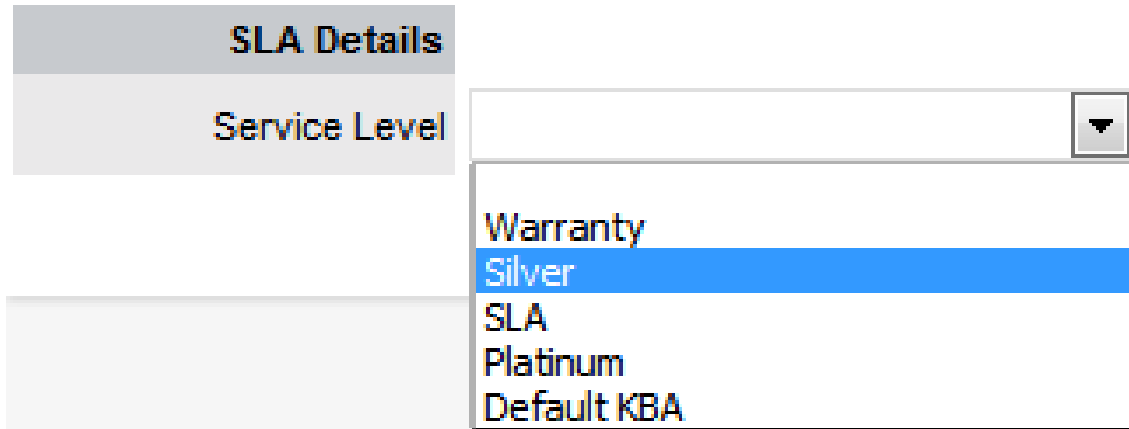 SLA Details
Service Level
Warranty
Silver
SLA
Platinum
Default KBA